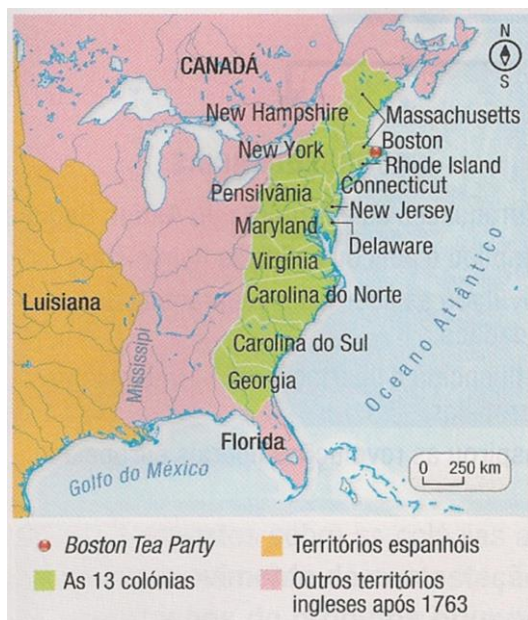 N
S
CANADÁ
New Hampshire
Massachusetts
Boston
New York
Rhode Island
Connecticut
Pensilvânia
New Jersey
Maryland
Delaware
Virgínia
Luisiana
Carolina do Norte
Mississipi
Carolina do Sul
Oceano Atlântico
Georgia
Florida
Golfo do México
0 250 km
Boston Tea Party
Territórios espanhóis
As 13 colónias
Outros territórios
ingleses após 1763